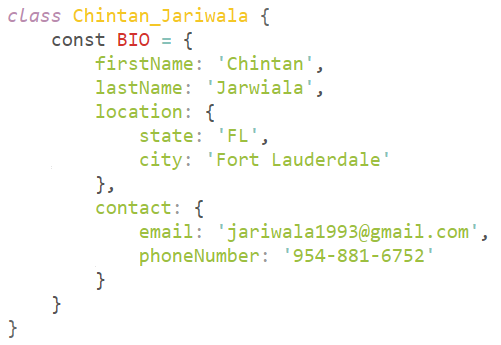 class Chintan_Jariwala {
    const BIO = {
        firstName: 'Chintan',
        lastName: 'Jarwiala',
        location: {
            state: 'FL',
            city: 'Fort Lauderdale'
        },
        contact: {
            email: 'jariwala1993@gmail.com',
            phoneNumber: '954-881-6752'
        }
    }
}